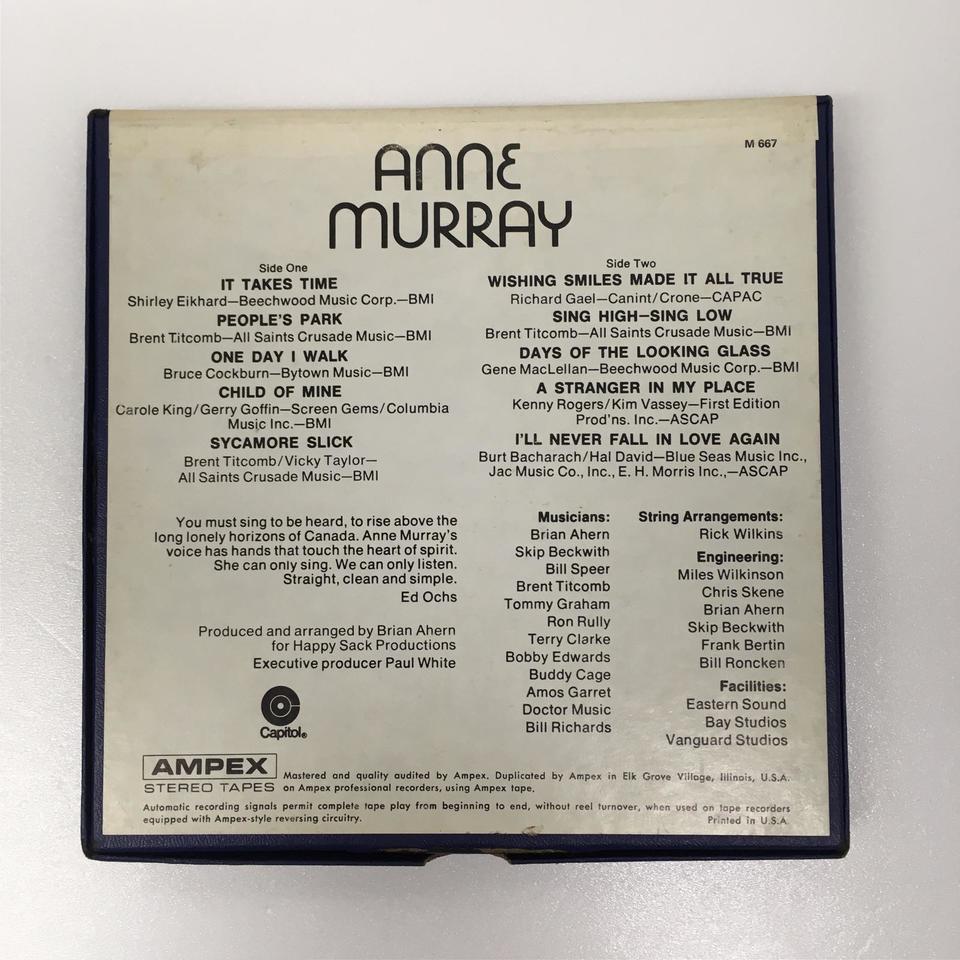 M 667
ANNE
MURRAY
Side One
IT TAKES TIME
Shirley Eikhard—Beechwood Music Corp.—BMI
PEOPLE'S PARK
Brent Titcomb—All Saints Crusade Music—BMI
ONE DAY I WALK
Bruce Cockburn—Bytown Music—BMI
CHILD OF MINE
Carole King/Gerry Goffin—Screen Gems/Columbia
Music Inc.—BMI
SYCAMORE SLICK
Brent Titcomb/Vicky Taylor—
All Saints Crusade Music—BMI
Side Two
WISHING SMILES MADE IT ALL TRUE
Richard Gael—Canint/Crone—CAPAC
SING HIGH—SING LOW
Brent Titcomb—All Saints Crusade Music—BMI
DAYS OF THE LOOKING GLASS
Gene MacLellan—Beechwood Music Corp.—BMI
A STRANGER IN MY PLACE
Kenny Rogers/Kim Vassey—First Edition
Prod'ns. Inc.—ASCAP
I'LL NEVER FALL IN LOVE AGAIN
Burt Bacharach/Hal David—Blue Seas Music Inc.,
Jac Music Co., Inc., E. H. Morris Inc.,—ASCAP
You must sing to be heard, to rise above the
long lonely horizons of Canada. Anne Murray's
voice has hands that touch the heart of spirit.
She can only sing. We can only listen.
Straight, clean and simple.
Ed Ochs
Produced and arranged by Brian Ahern
for Happy Sack Productions
Executive producer Paul White
Capitol®
Musicians:
Brian Ahern
Skip Beckwith
Bill Speer
Brent Titcomb
Tommy Graham
Ron Rully
Terry Clarke
Bobby Edwards
Buddy Cage
Amos Garret
Doctor Music
Bill Richards
String Arrangements:
Rick Wilkins
Engineering:
Miles Wilkinson
Chris Skene
Brian Ahern
Skip Beckwith
Frank Bertin
Bill Roncken
Facilities:
Eastern Sound
Bay Studios
Vanguard Studios
AMPEX
STEREO TAPES
Mastered and quality audited by Ampex. Duplicated by Ampex in Elk Grove Village, Illinois, U.S.A.
on Ampex professional recorders, using Ampex tape.
Automatic recording signals permit complete tape play from beginning to end, without reel turnover, when used on tape recorders
equipped with Ampex-style reversing circuitry.
Printed in U.S.A.